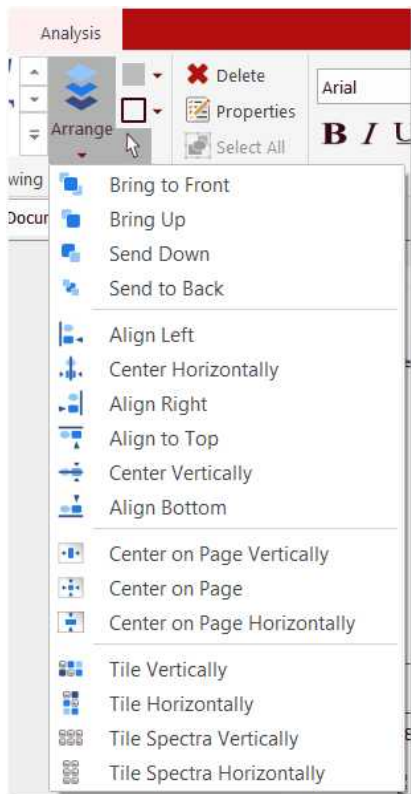 Analysis
Delete
Arial
Properties
Arrange
B I U
Select All
wing
Docur
Bring to Front
Bring Up
Send Down
Send to Back
Align Left
Center Horizontally
Align Right
Align to Top
Center Vertically
Align Bottom
Center on Page Vertically
Center on Page
Center on Page Horizontally
Tile Vertically
Tile Horizontally
Tile Spectra Vertically
Tile Spectra Horizontally